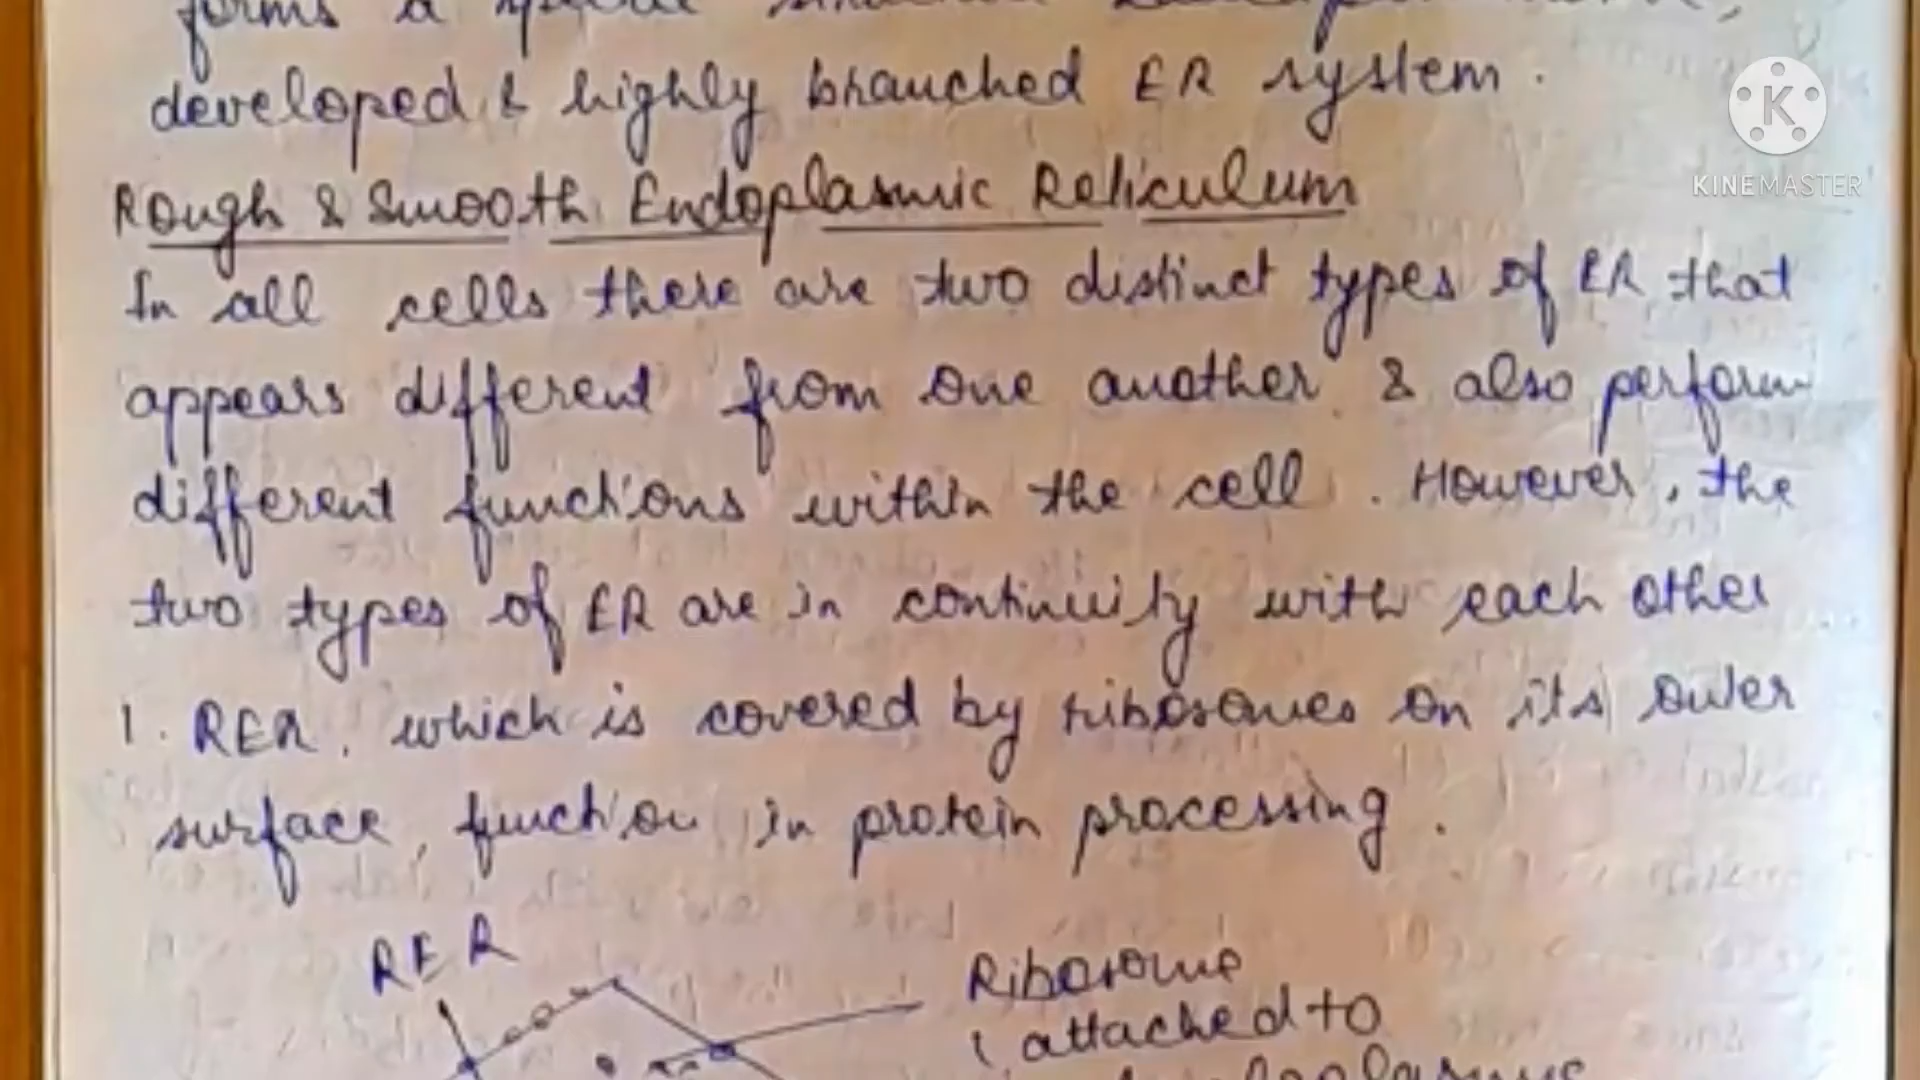 forms a
developed & highly branched ER system.
KINEMASTER
Rough & Smooth Endoplasmic Reticulum
In all cells there are two distinct types of ER that
appears different from one another & also perform
different functions within the cell. However, the
two types of ER are in continuity with each other
1. RER, which is covered by ribosomes on its outer
surface, function in protein processing.
RER
Ribosome
(attached to